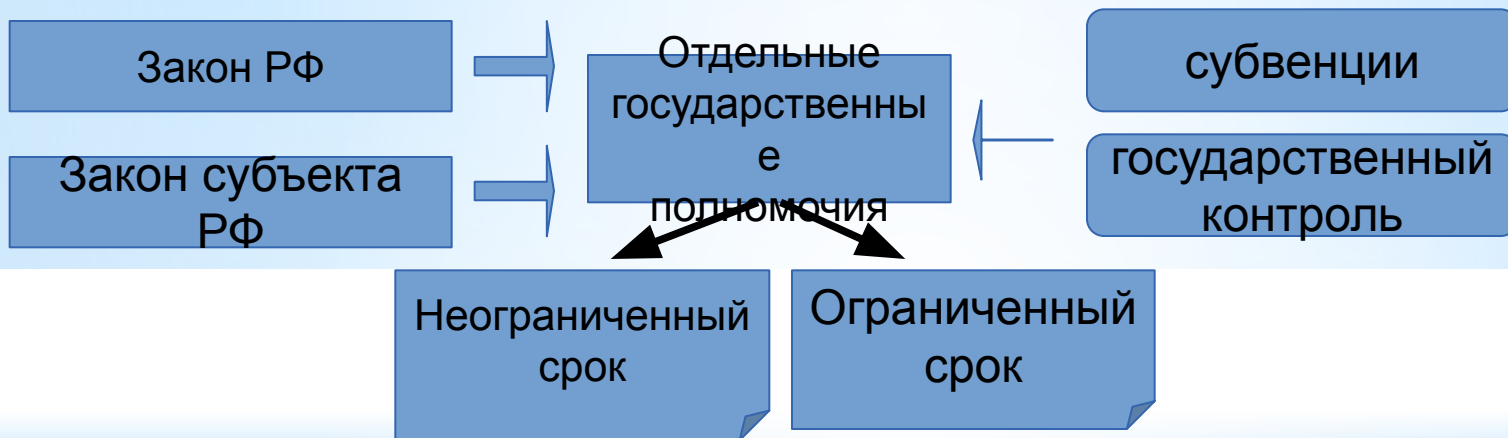 Закон РФ
Закон субъекта
РФ
Отдельные
государственны
е
полномочия
субвенции
государственный
контроль
Неограниченный
срок
Ограниченный
срок